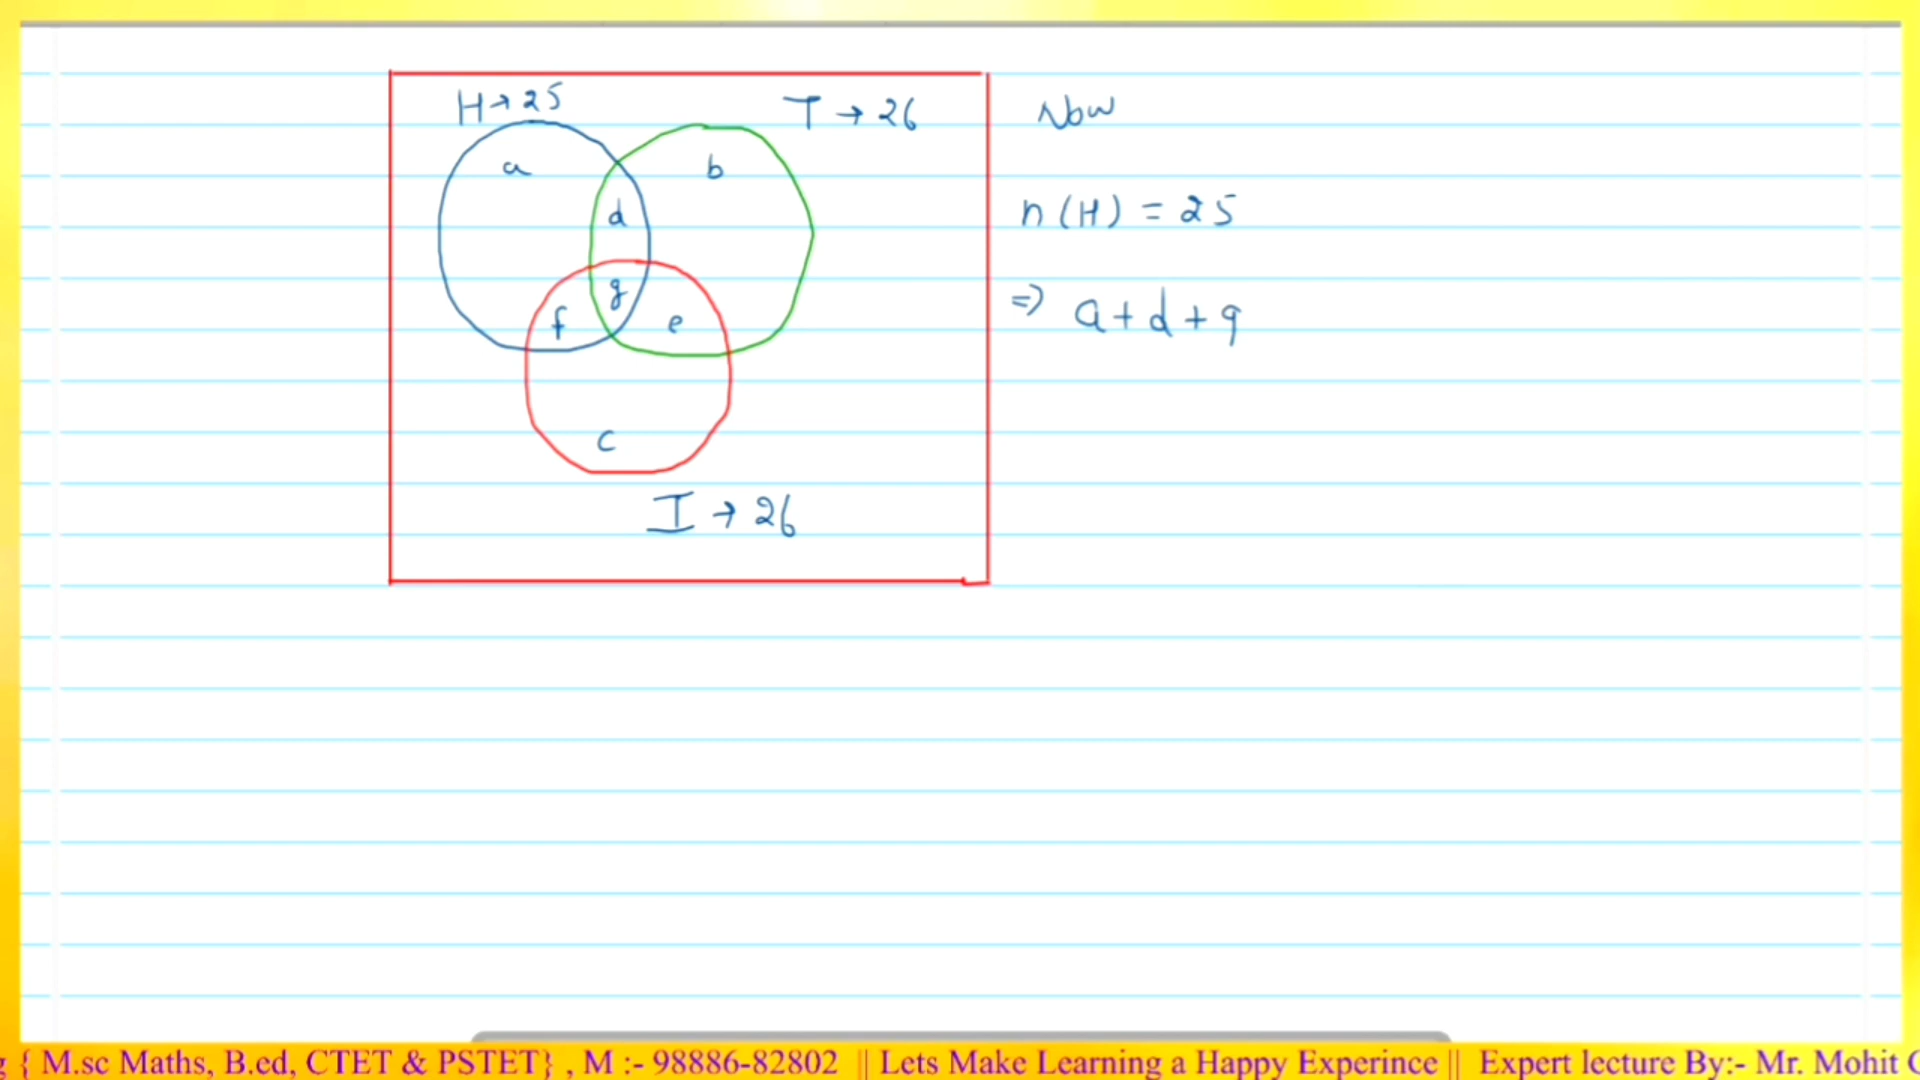 H → 25
T → 26
a
b
d
g
f
e
c
I → 26
Now
n(H) = 25
⇒ a + d + g
g { M.sc Maths, B.ed, CTET & PSTET} , M :- 98886-82802 || Lets Make Learning a Happy Experince || Expert lecture By:- Mr. Mohit G